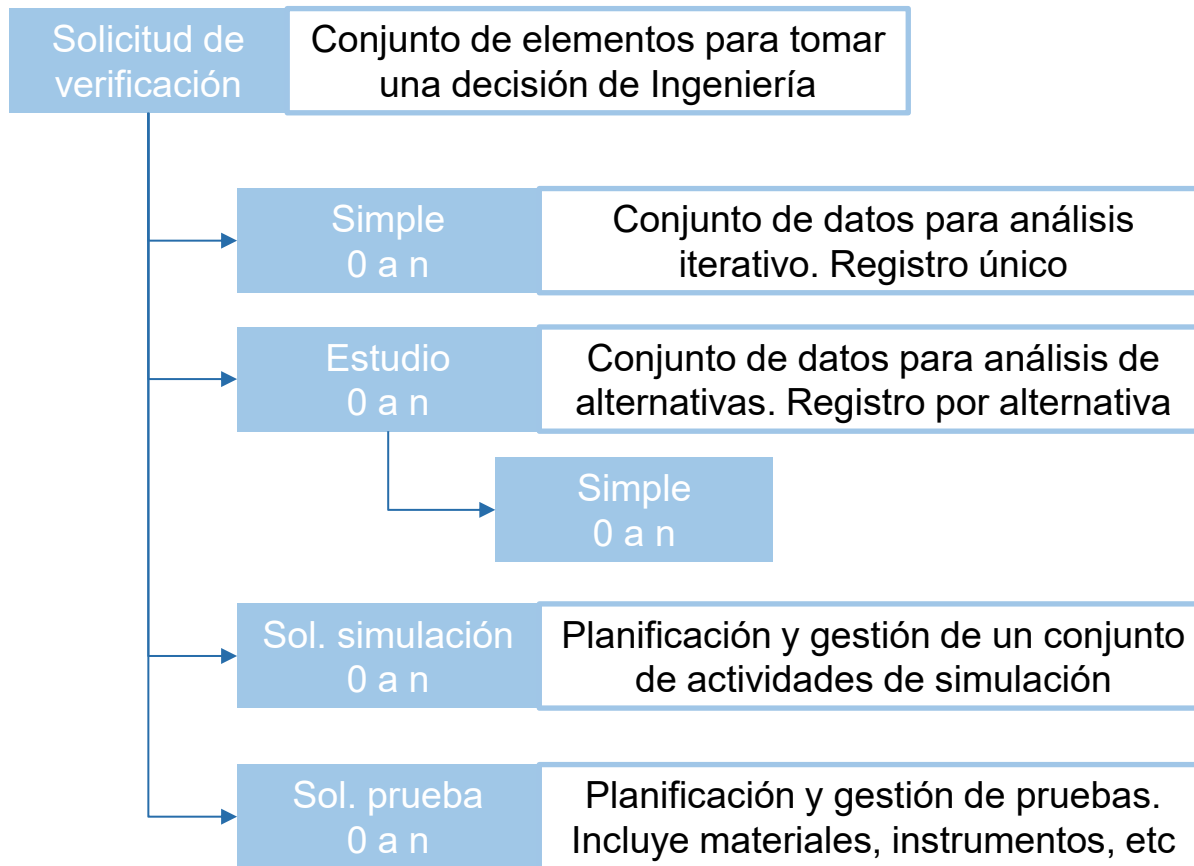 Solicitud de
verificación
Conjunto de elementos para tomar
una decisión de Ingeniería
Simple
0 a n
Conjunto de datos para análisis
iterativo. Registro único
Estudio
0 a n
Conjunto de datos para análisis de
alternativas. Registro por alternativa
Simple
0 a n
Sol. simulación
0 a n
Planificación y gestión de un conjunto
de actividades de simulación
Sol. prueba
0 a n
Planificación y gestión de pruebas.
Incluye materiales, instrumentos, etc